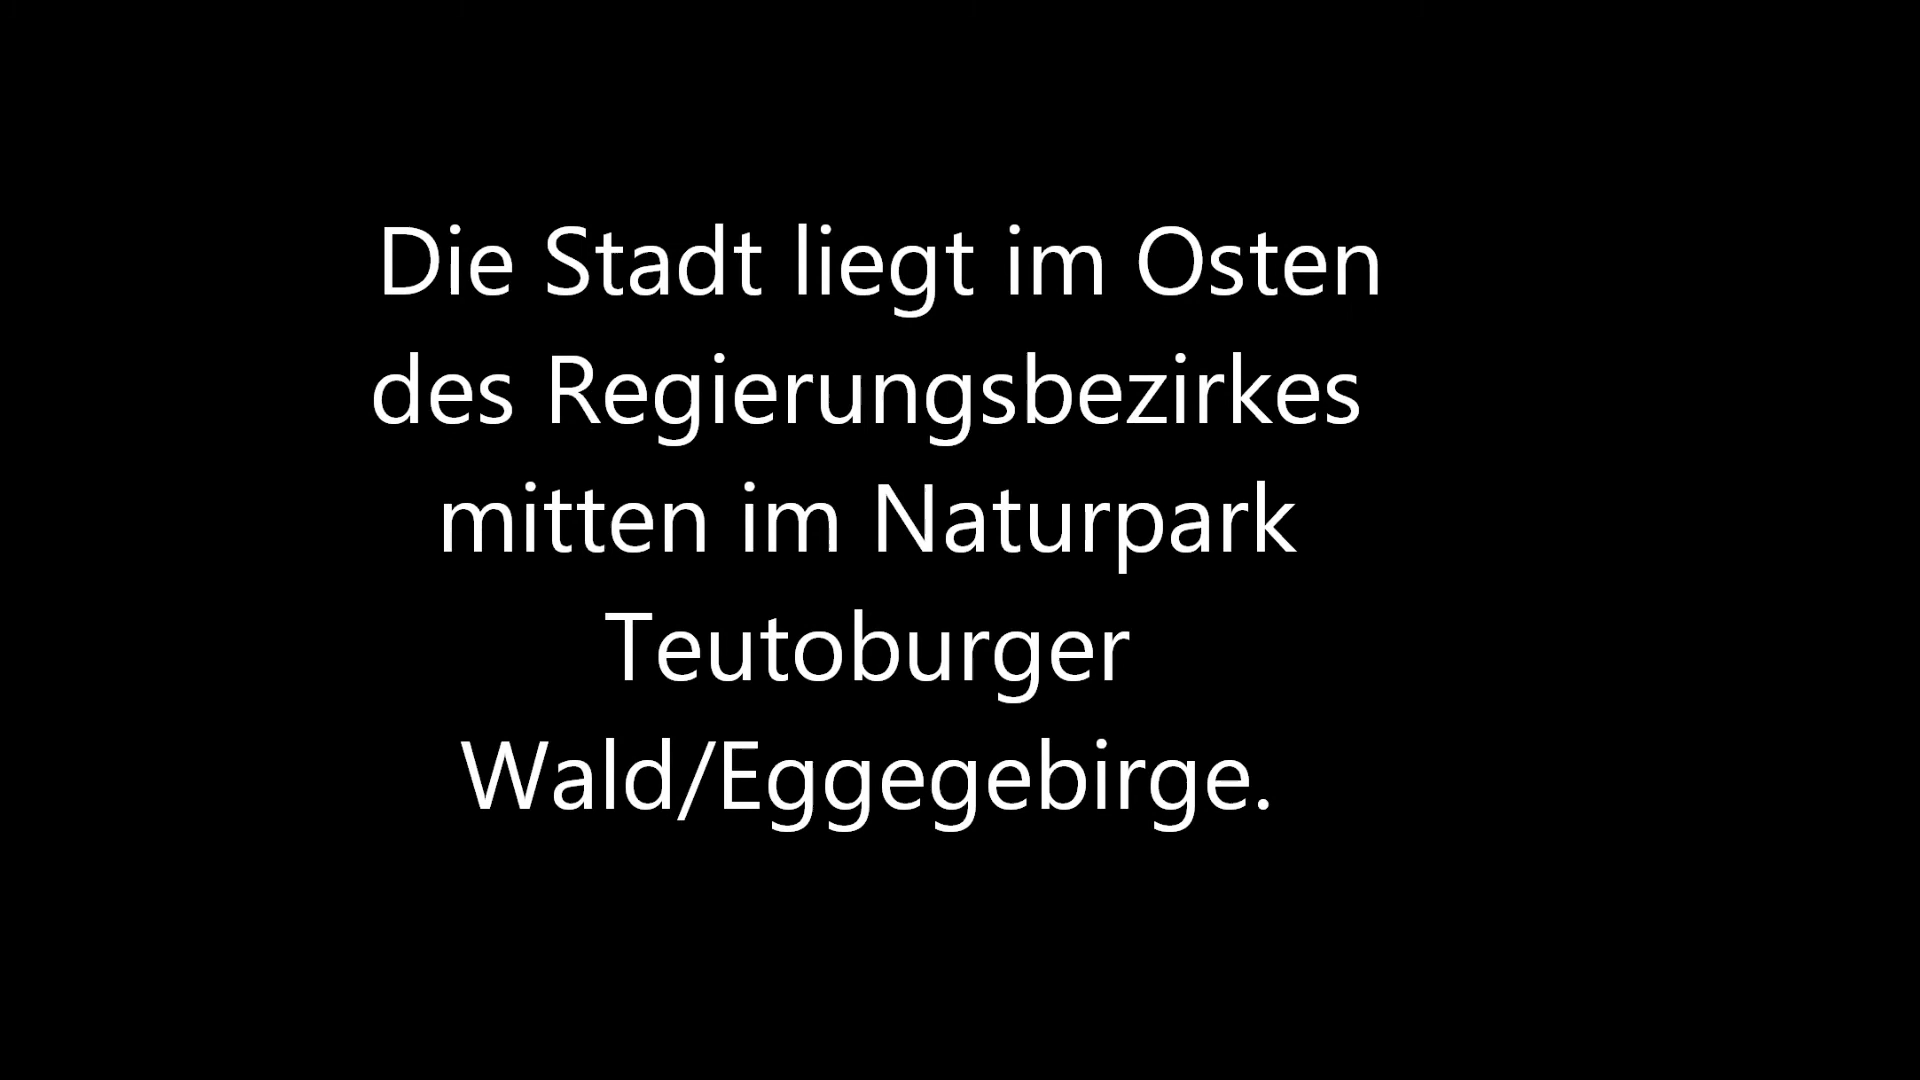 Die Stadt liegt im Osten
des Regierungsbezirkes
mitten im Naturpark
Teutoburger
Wald/Eggegebirge.